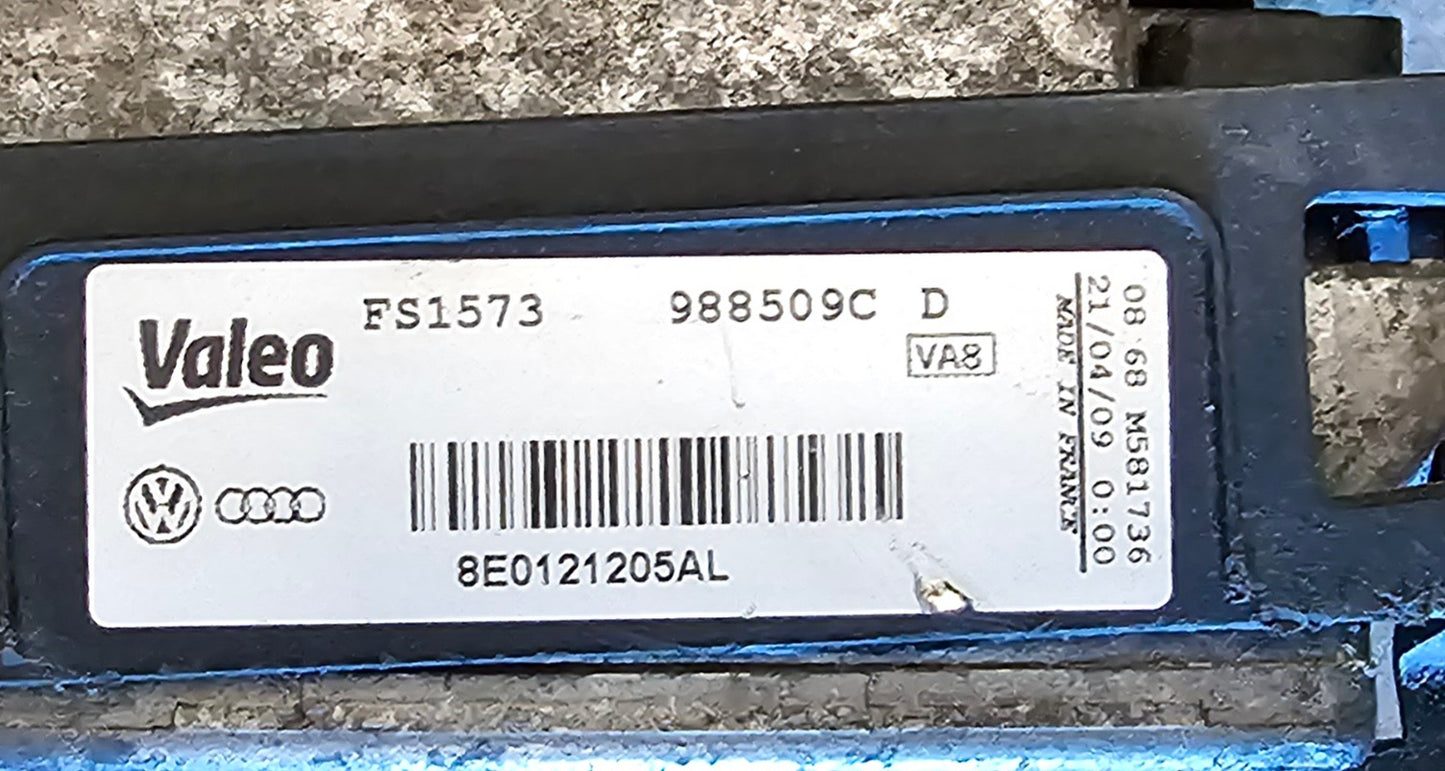 Valeo
FS1573 988509C D
VA8
8E0121205AL
08 68 M581736
21/04/09 0:00
MADE IN FRANCE